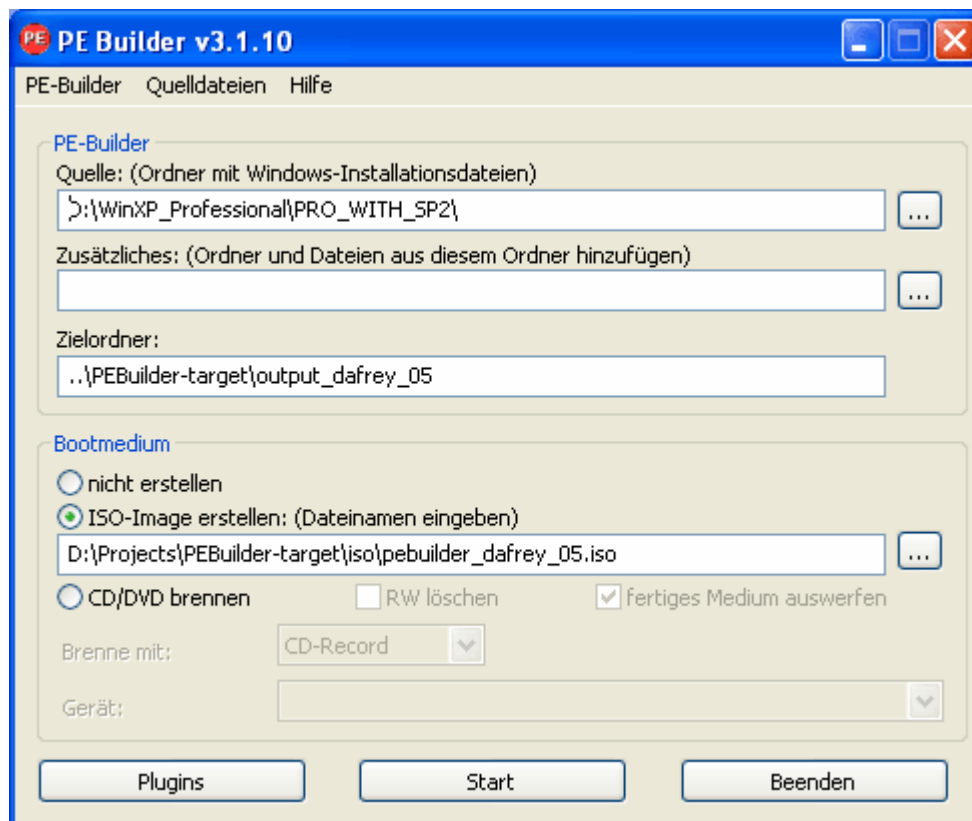 PE PE Builder v3.1.10
PE-Builder Quelldateien Hilfe
PE-Builder
Quelle: (Ordner mit Windows-Installationsdateien)
D:\WinXP_Professional\PRO_WITH_SP2\
...
Zusätzliches: (Ordner und Dateien aus diesem Ordner hinzufügen)
...
Zielordner:
..\PEBuilder-target\output_dafrey_05
Bootmedium
nicht erstellen
ISO-Image erstellen: (Dateinamen eingeben)
D:\Projects\PEBuilder-target\iso\pebuilder_dafrey_05.iso
...
CD/DVD brennen RW löschen fertiges Medium auswerfen
Brenne mit: CD-Record
Gerät:
Plugins Start Beenden